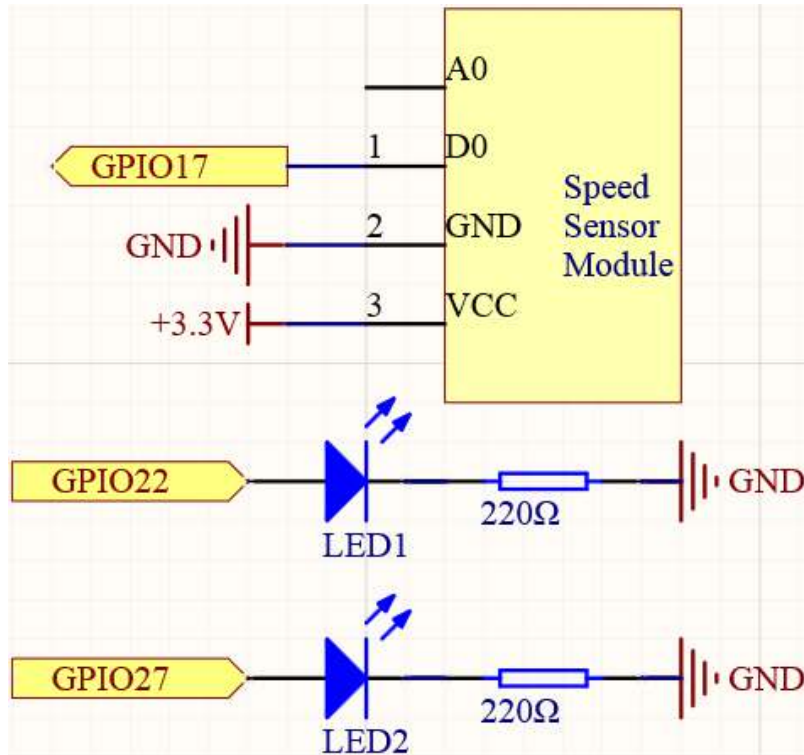 A0
GPIO17
1
D0
Speed
Sensor
Module
GND
2
GND
+3.3V
3
VCC
GPIO22
LED1
220Ω
GND
GPIO27
LED2
220Ω
GND